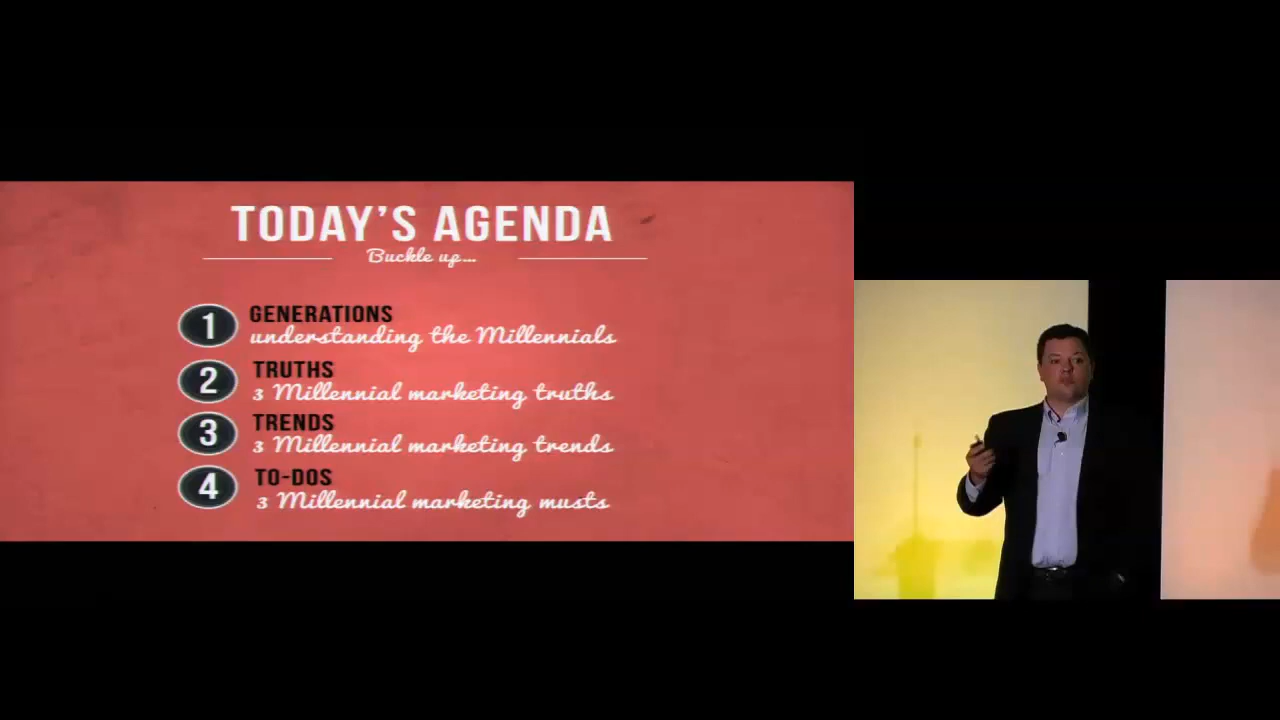 TODAY'S AGENDA
Buckle up...
1 GENERATIONS
understanding the Millennials
2 TRUTHS
3 Millennial marketing truths
3 TRENDS
3 Millennial marketing trends
4 TO-DOS
3 Millennial marketing musts